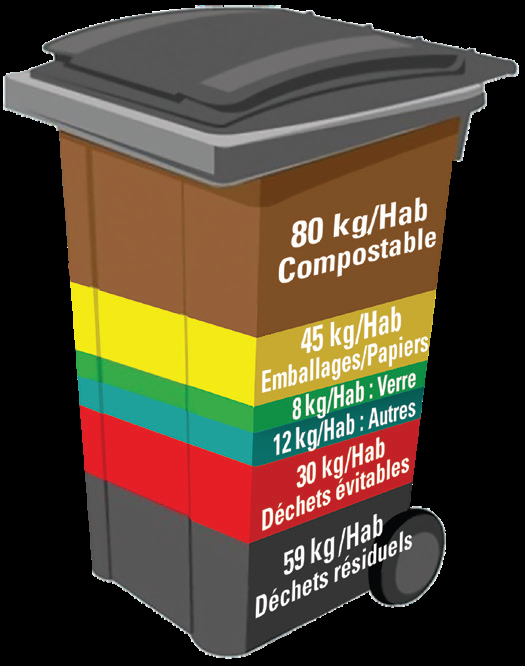 80 kg/Hab
Compostable
45 kg/Hab
Emballages/Papiers
8 kg/Hab : Verre
12 kg/Hab : Autres
30 kg/Hab
Déchets évitables
59 kg/Hab
Déchets résiduels